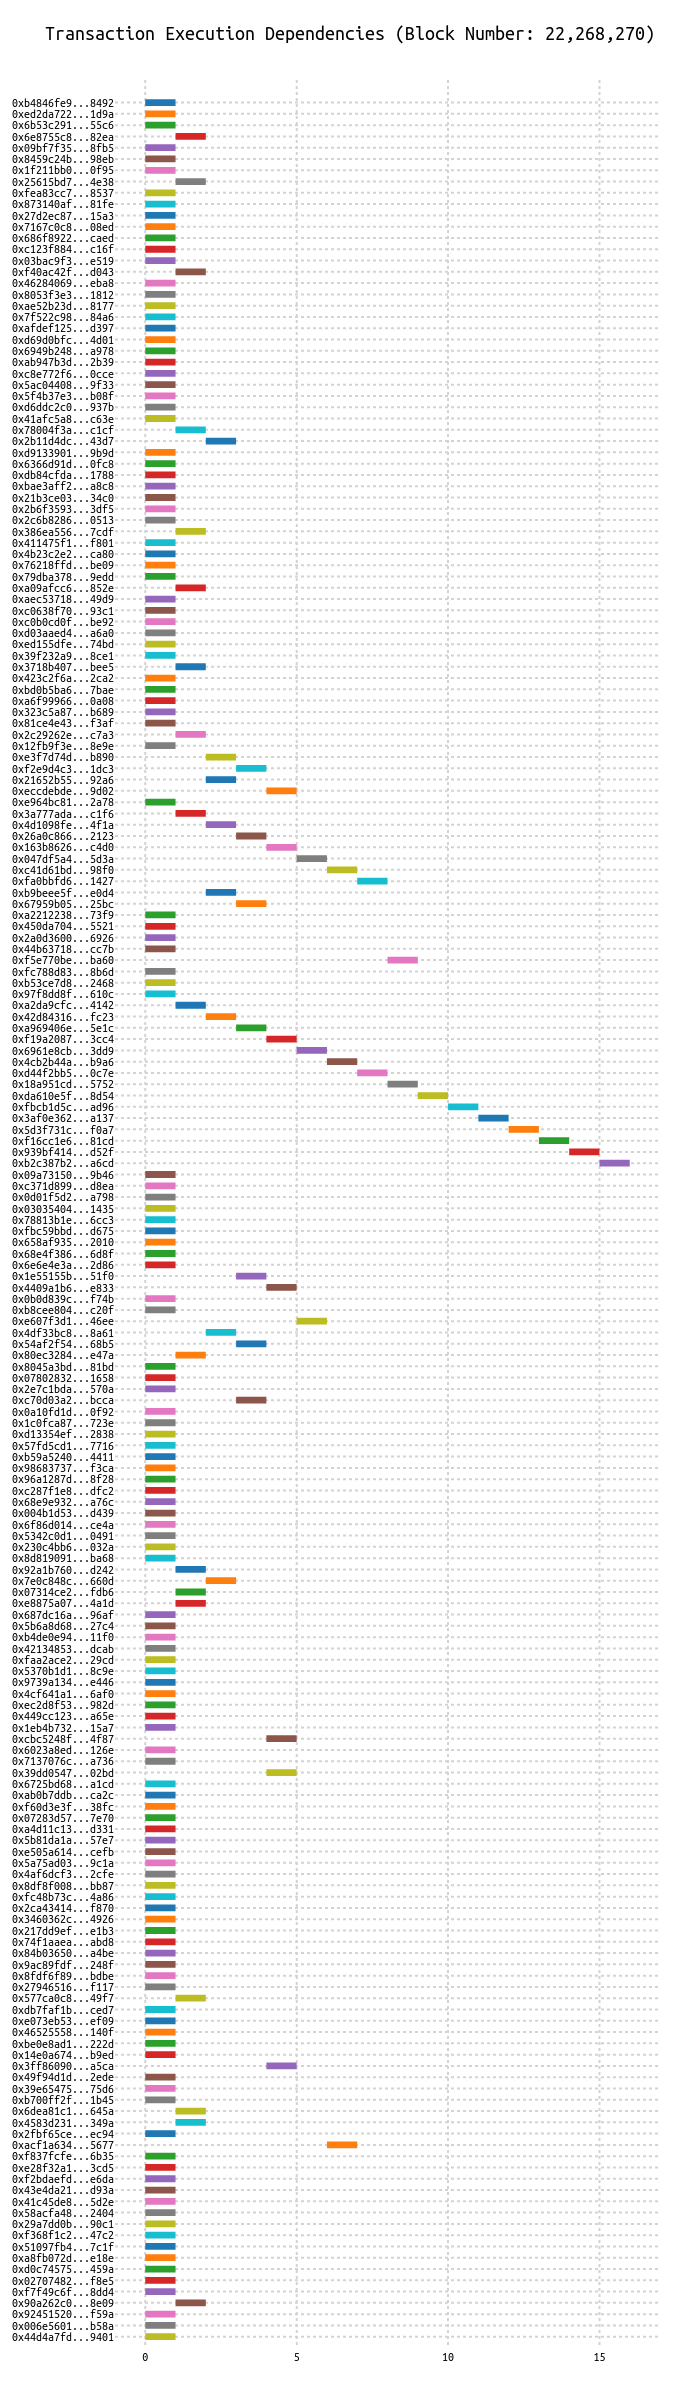 Transaction Execution Dependencies (Block Number: 22,268,270)
0xb4846fe9...8492
0xed2da722...1d9a
0x6b53c291...55c6
0x6e8755c8...82ea
0x09bf7f35...8fb5
0x8459c24b...98eb
0x1f211bb0...0f95
0x25615bd7...4e38
0xfea83cc7...8537
0x873140af...81fe
0x27d2ec87...15a3
0x7167c0c8...08ed
0x686f8922...caed
0xc123f884...c16f
0x03bac9f3...e519
0xf40ac42f...d043
0x46284069...eba8
0x8053f3e3...1812
0xae52b23d...8177
0x7f522c98...84a6
0xafdef125...d397
0xd69d0bfc...4d01
0x6949b248...a978
0xab947b3d...2b39
0xc8e772f6...0cce
0x5ac04408...9f33
0x5f4b37e3...b08f
0xd6ddc2c0...937b
0x41afc5a8...c63e
0x78004f3a...c1cf
0x2b11d4dc...43d7
0xd9133901...9b9d
0x6366d91d...0fc8
0xdb84cfda...1788
0xbae3aff2...a8c8
0x21b3ce03...34c0
0x2b6f3593...3df5
0x2c6b8286...0513
0x386ea556...7cdf
0x411475f1...f801
0x4b23c2e2...ca80
0x76218ffd...be09
0x79dba378...9edd
0xa09afcc6...852e
0xaec53718...49d9
0xc0638f70...93c1
0xc0b0cd0f...be92
0xd03aaed4...a6a0
0xed155dfe...74bd
0x39f232a9...8ce1
0x3718b407...bee5
0x423c2f6a...2ca2
0xbd0b5ba6...7bae
0xa6f99966...0a08
0x323c5a87...b689
0x81ce4e43...f3af
0x2c29262e...c7a3
0x12fb9f3e...8e9e
0xe3f7d74d...b890
0xf2e9d4c3...1dc3
0x21652b55...92a6
0xeccdebde...9d02
0xe964bc81...2a78
0x3a777ada...c1f6
0x4d1098fe...4f1a
0x26a0c866...2123
0x163b8626...c4d0
0x047df5a4...5d3a
0xc41d61bd...98f0
0xfa0bbfd6...1427
0xb9beee5f...e0d4
0x67959b05...25bc
0xa2212238...73f9
0x450da704...5521
0x2a0d3600...6926
0x44b63718...cc7b
0xf5e770be...ba60
0xfc788d83...8b6d
0xb53ce7d8...2468
0x97f8dd8f...610c
0xa2da9cfc...4142
0x42d84316...fc23
0xa969406e...5e1c
0xf19a2087...3cc4
0x6961e8cb...3dd9
0x4cb2b44a...b9a6
0xd44f2bb5...0c7e
0x18a951cd...5752
0xda610e5f...8d54
0xfbcb1d5c...ad96
0x3af0e362...a137
0x5d3f731c...f0a7
0xf16cc1e6...81cd
0x939bf414...d52f
0xb2c387b2...a6cd
0x09a73150...9b46
0xc371d899...d8ea
0x0d01f5d2...a798
0x03035404...1435
0x78813b1e...6cc3
0xfbc59bbd...d675
0x658af935...2010
0x68e4f386...6d8f
0x6e6e4e3a...2d86
0x1e55155b...51f0
0x4409a1b6...e833
0x0b0d839c...f74b
0xb8cee804...c20f
0xe607f3d1...46ee
0x4df33bc8...8a61
0x54af2f54...68b5
0x80ec3284...e47a
0x8045a3bd...81bd
0x07802832...1658
0x2e7c1bda...570a
0xc70d03a2...bcca
0x0a10fd1d...0f92
0x1c0fca87...723e
0xd13354ef...2838
0x57fd5cd1...7716
0xb59a5240...4411
0x98683737...f3ca
0x96a1287d...8f28
0xc287f1e8...dfc2
0x68e9e932...a76c
0x004b1d53...d439
0x6f86d014...ce4a
0x5342c0d1...0491
0x230c4bb6...032a
0x8d819091...ba68
0x92a1b760...d242
0x7e0c848c...660d
0x07314ce2...fdb6
0xe8875a07...4a1d
0x687dc16a...96af
0x5b6a8d68...27c4
0xb4de0e94...11f0
0x42134853...dcab
0xfaa2ace2...29cd
0x5370b1d1...8c9e
0x9739a134...e446
0x4cf641a1...6af0
0xec2d8f53...982d
0x449cc123...a65e
0x1eb4b732...15a7
0xcbc5248f...4f87
0x6023a8ed...126e
0x7137076c...a736
0x39dd0547...02bd
0x6725bd68...a1cd
0xab0b7ddb...ca2c
0xf60d3e3f...38fc
0x07283d57...7e70
0xa4d11c13...d331
0x5b81da1a...57e7
0xe505a614...cefb
0x5a75ad03...9c1a
0x4af6dcf3...2cfe
0x8df8f008...bb87
0xfc48b73c...4a86
0x2ca43414...f870
0x3460362c...4926
0x217dd9ef...e1b3
0x74f1aaea...abd8
0x84b03650...a4be
0x9ac89fdf...248f
0x8fdf6f89...bdbe
0x27946516...f117
0x577ca0c8...49f7
0xdb7faf1b...ced7
0xe073eb53...ef09
0x46525558...140f
0xbe0e8ad1...222d
0x14e0a674...b9ed
0x3ff86090...a5ca
0x49f94d1d...2ede
0x39e65475...75d6
0xb700ff2f...1b45
0x6dea81c1...645a
0x4583d231...349a
0x2fbf65ce...ec94
0xacf1a634...5677
0xf837fcfe...6b35
0xe28f32a1...3cd5
0xf2bdaefd...e6da
0x43e4da21...d93a
0x41c45de8...5d2e
0x58acfa48...2404
0x29a7dd0b...90c1
0xf368f1c2...47c2
0x51097fb4...7c1f
0xa8fb072d...e18e
0xd0c74575...459a
0x02707482...f8e5
0xf7f49c6f...8dd4
0x90a262c0...8e09
0x92451520...f59a
0x006e5601...b58a
0x44d4a7fd...9401
0 5 10 15